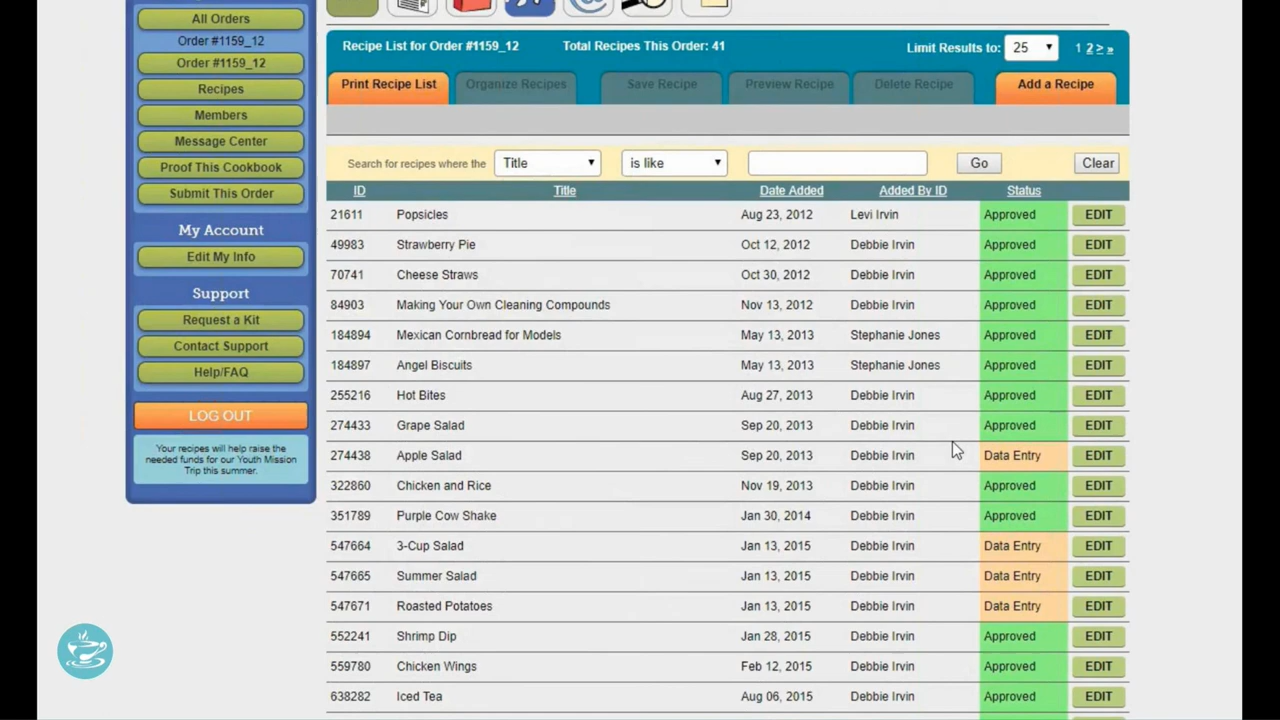 All Orders
Order #1159_12
Order #1159_12
Recipes
Members
Message Center
Proof This Cookbook
Submit This Order
My Account
Edit My Info
Support
Request a Kit
Contact Support
Help/FAQ
LOG OUT
Your recipes will help raise the
needed funds for our Youth Mission
Trip this summer.
Recipe List for Order #1159_12 Total Recipes This Order: 41 Limit Results to: 25 1 2 > »
Print Recipe List Organize Recipes Save Recipe Preview Recipe Delete Recipe Add a Recipe
Search for recipes where the Title is like Go Clear
ID Title Date Added Added By ID Status
21611 Popsicles Aug 23, 2012 Levi Irvin Approved EDIT
49983 Strawberry Pie Oct 12, 2012 Debbie Irvin Approved EDIT
70741 Cheese Straws Oct 30, 2012 Debbie Irvin Approved EDIT
84903 Making Your Own Cleaning Compounds Nov 13, 2012 Debbie Irvin Approved EDIT
184894 Mexican Cornbread for Models May 13, 2013 Stephanie Jones Approved EDIT
184897 Angel Biscuits May 13, 2013 Stephanie Jones Approved EDIT
255216 Hot Bites Aug 27, 2013 Debbie Irvin Approved EDIT
274433 Grape Salad Sep 20, 2013 Debbie Irvin Approved EDIT
274438 Apple Salad Sep 20, 2013 Debbie Irvin Data Entry EDIT
322860 Chicken and Rice Nov 19, 2013 Debbie Irvin Approved EDIT
351789 Purple Cow Shake Jan 30, 2014 Debbie Irvin Approved EDIT
547664 3-Cup Salad Jan 13, 2015 Debbie Irvin Data Entry EDIT
547665 Summer Salad Jan 13, 2015 Debbie Irvin Data Entry EDIT
547671 Roasted Potatoes Jan 13, 2015 Debbie Irvin Data Entry EDIT
552241 Shrimp Dip Jan 28, 2015 Debbie Irvin Approved EDIT
559780 Chicken Wings Feb 12, 2015 Debbie Irvin Approved EDIT
638282 Iced Tea Aug 06, 2015 Debbie Irvin Approved EDIT